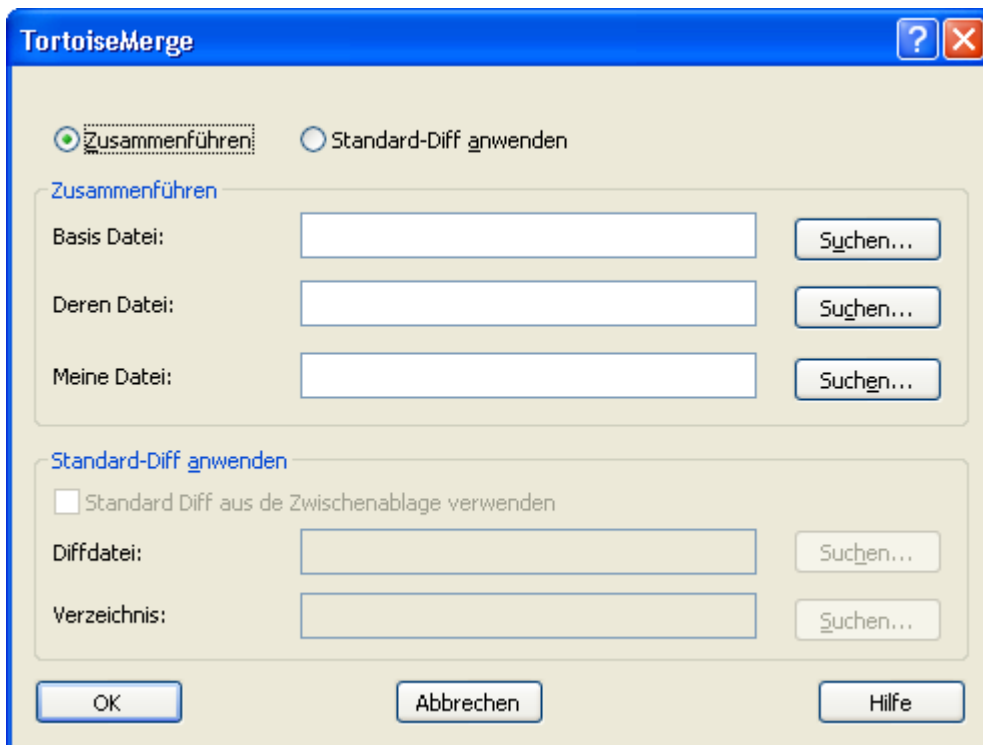 TortoiseMerge
Zusammenführen Standard-Diff anwenden
Zusammenführen
Basis Datei: Suchen...
Deren Datei: Suchen...
Meine Datei: Suchen...
Standard-Diff anwenden
Standard Diff aus de Zwischenablage verwenden
Diffdatei: Suchen...
Verzeichnis: Suchen...
OK Abbrechen Hilfe